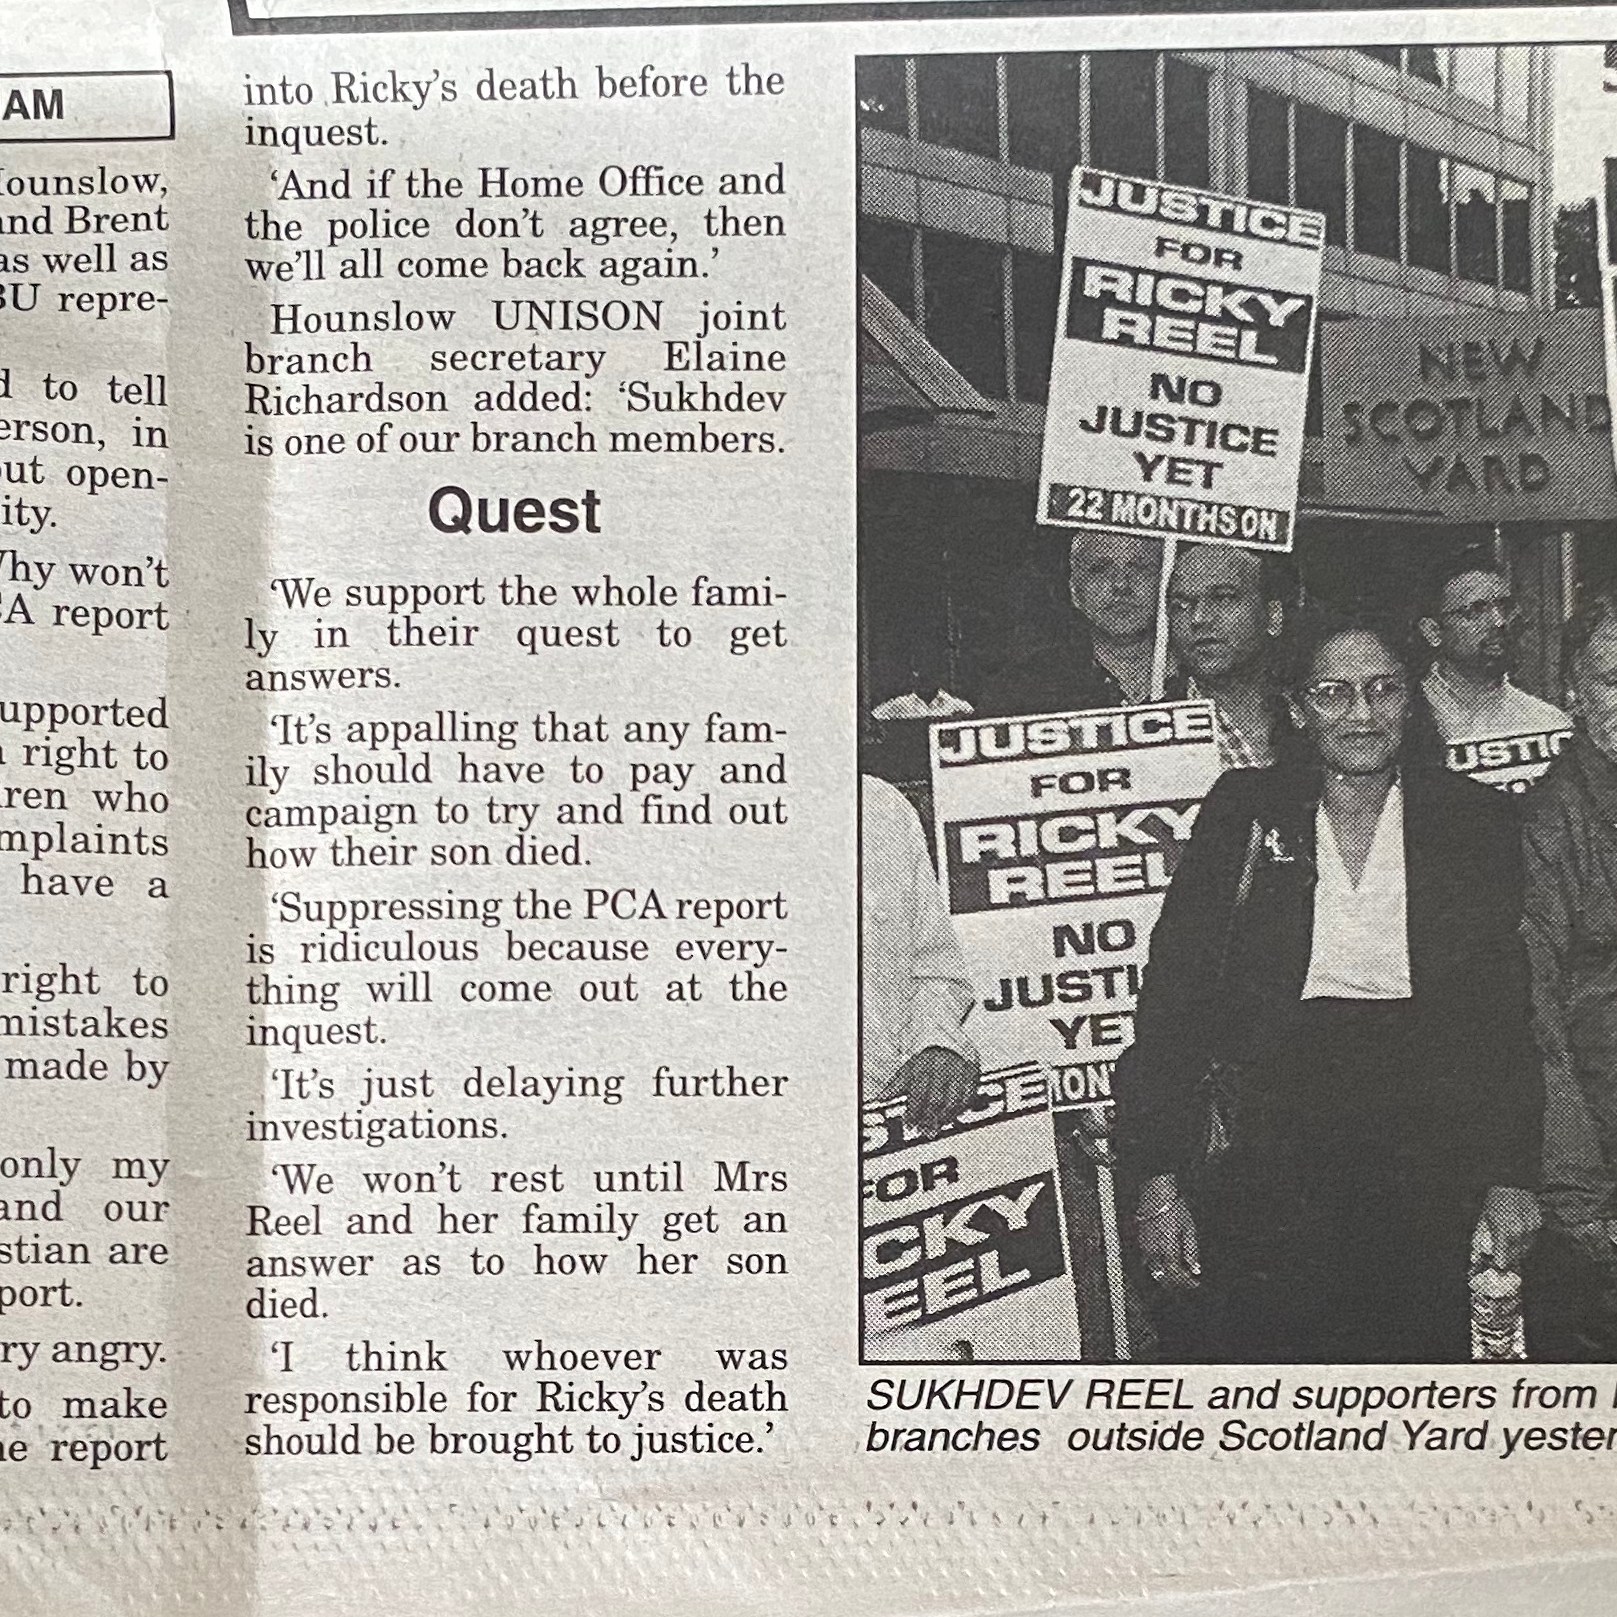 AM
ounslow,
nd Brent
as well as
BU repre-
d to tell
erson, in
out open-
ity.
hy won't
A report
upported
right to
ren who
mplaints
have a
right to
mistakes
made by
only my
and our
stian are
port.
ry angry.
to make
he report
into Ricky's death before the
inquest.
‘And if the Home Office and
the police don't agree, then
we'll all come back again.’
Hounslow UNISON joint
branch secretary Elaine
Richardson added: ‘Sukhdev
is one of our branch members.
Quest
‘We support the whole fami-
ly in their quest to get
answers.
‘It's appalling that any fam-
ily should have to pay and
campaign to try and find out
how their son died.
‘Suppressing the PCA report
is ridiculous because every-
thing will come out at the
inquest.
‘It's just delaying further
investigations.
‘We won't rest until Mrs
Reel and her family get an
answer as to how her son
died.
‘I think whoever was
responsible for Ricky's death
should be brought to justice.’
JUSTICE
FOR
RICKY
REEL
NO
JUSTICE
YET
22 MONTHS ON
NEW
SCOTLAND
YARD
JUSTICE
FOR
RICKY
REEL
NO
JUSTI
YE
ON
USTIC
STICE
FOR
CKY
EEL
SUKHDEV REEL and supporters from
branches outside Scotland Yard yester